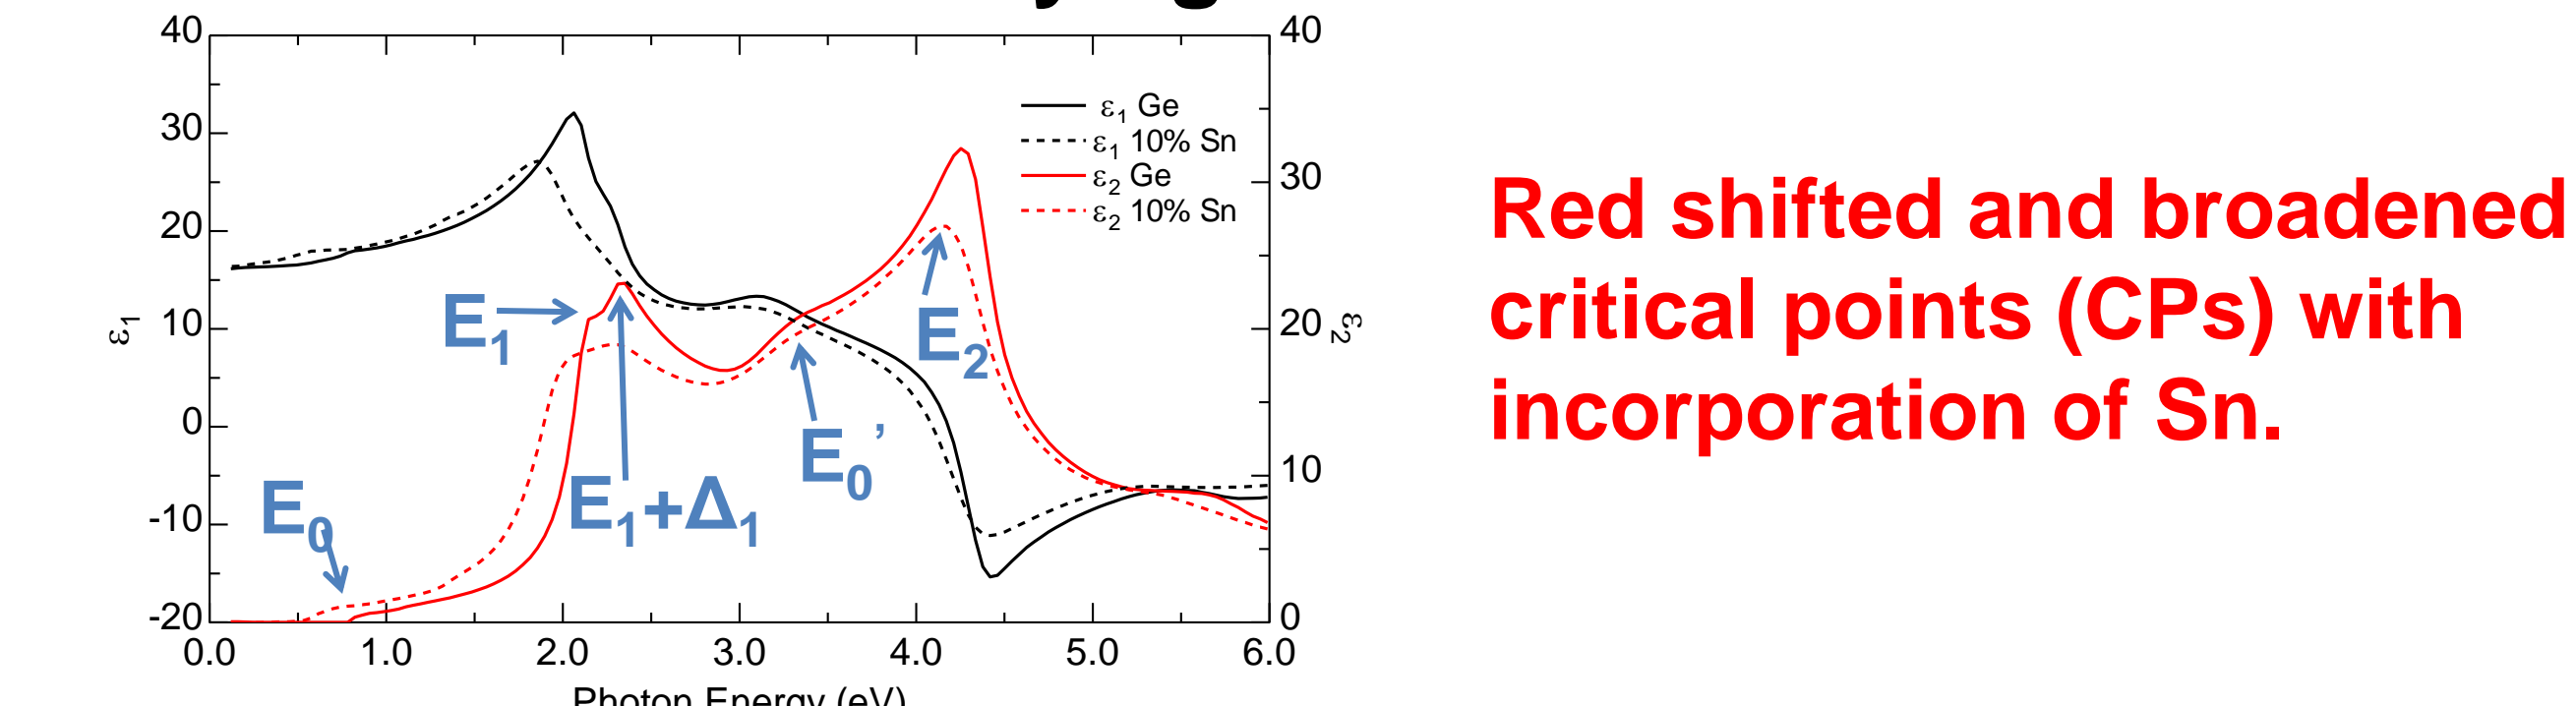 40
30
20
10
0
-10
-20
ε1
40
30
20
10
0
ε2
ε1 Ge
ε1 10% Sn
ε2 Ge
ε2 10% Sn
E1
E2
E0'
E1+Δ1
E0
0.0 1.0 2.0 3.0 4.0 5.0 6.0
Photon Energy (eV)
Red shifted and broadened
critical points (CPs) with
incorporation of Sn.